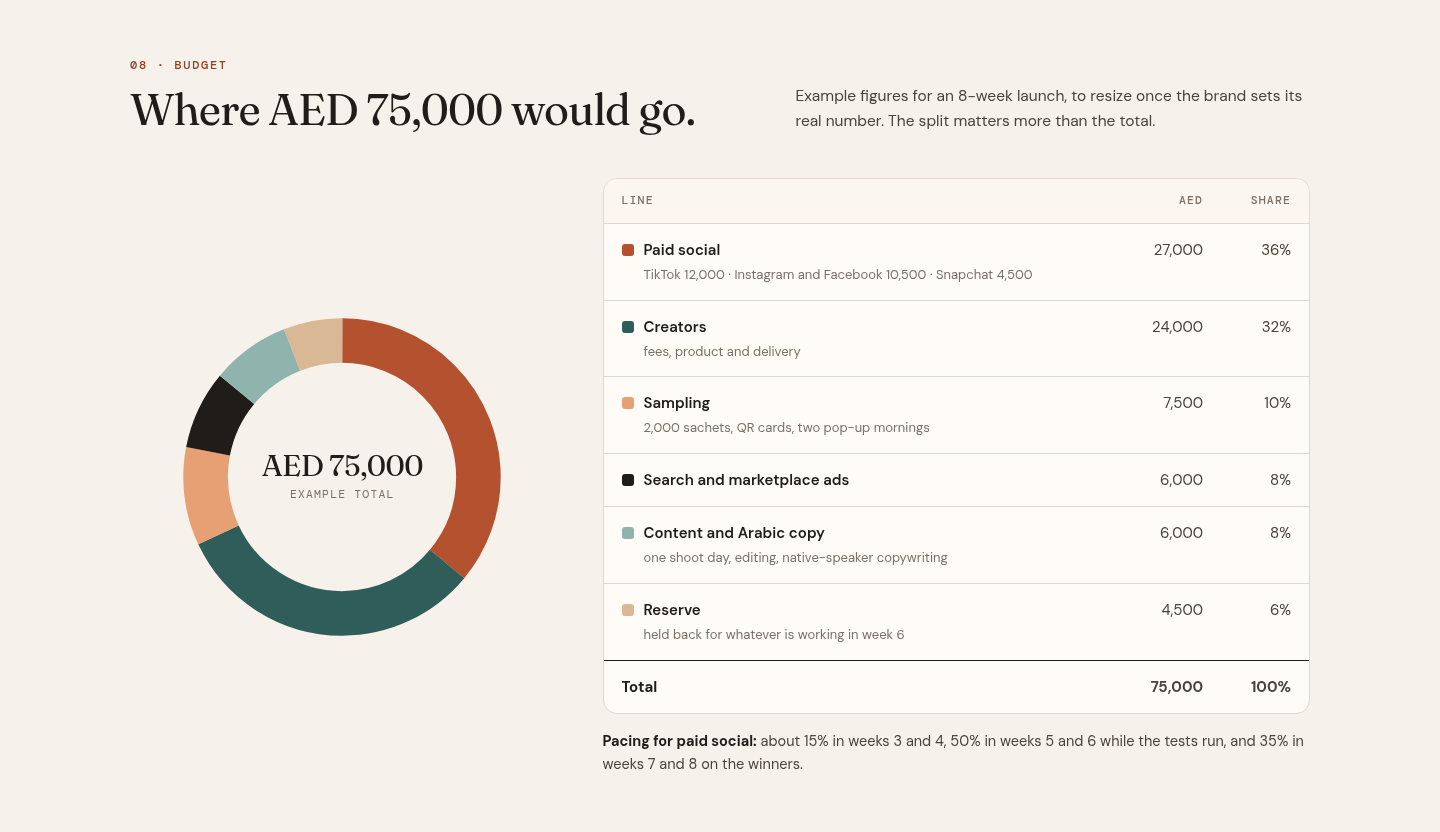 08 · BUDGET
Where AED 75,000 would go.
Example figures for an 8-week launch, to resize once the brand sets its
real number. The split matters more than the total.
AED 75,000
EXAMPLE TOTAL
LINE AED SHARE
Paid social 27,000 36%
TikTok 12,000 · Instagram and Facebook 10,500 · Snapchat 4,500
Creators 24,000 32%
fees, product and delivery
Sampling 7,500 10%
2,000 sachets, QR cards, two pop-up mornings
Search and marketplace ads 6,000 8%
Content and Arabic copy 6,000 8%
one shoot day, editing, native-speaker copywriting
Reserve 4,500 6%
held back for whatever is working in week 6
Total 75,000 100%
Pacing for paid social: about 15% in weeks 3 and 4, 50% in weeks 5 and 6 while the tests run, and 35% in
weeks 7 and 8 on the winners.